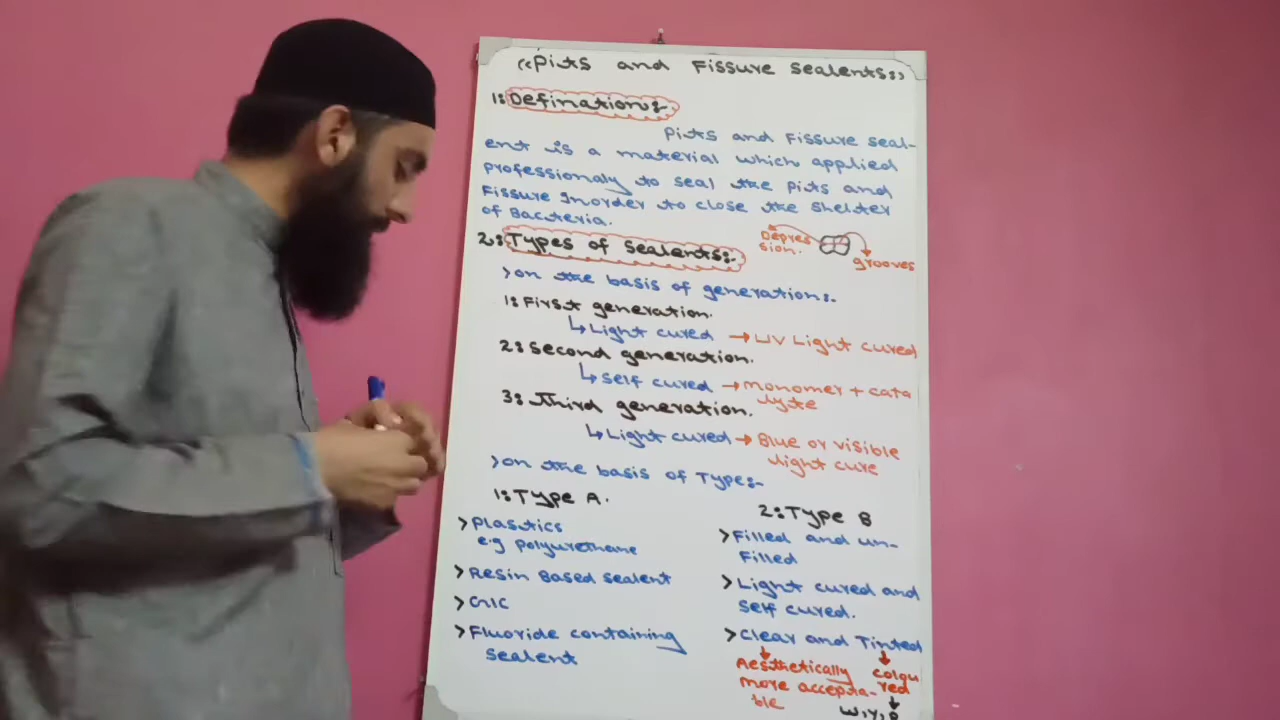 "Pits and Fissure Sealents:"
1: Defination:-
Pits and Fissure seal-
ent is a material which applied
professionaly to seal the pits and
Fissure Inorder to close the Shelter
of Bacteria.
Depres
sion.
grooves
2: Types of Sealents:-
>on the basis of generation:-
1: First generation.
↳Light cured → UV Light cured
2: Second generation.
↳Self cured → monomer + cata
lyte
3: Third generation.
↳Light cured → Blue or visible
light cure
>on the basis of Type:-
1: Type A.
> Plastics
e.g polyurethane
> Resin Based sealent
> GIC
> Fluoride containing
sealent
2: Type B
> Filled and un-
Filled
> Light cured and
self cured.
> Clear and Tinted
Aesthetically
more accepta-
ble
colou
red
W, Y, P